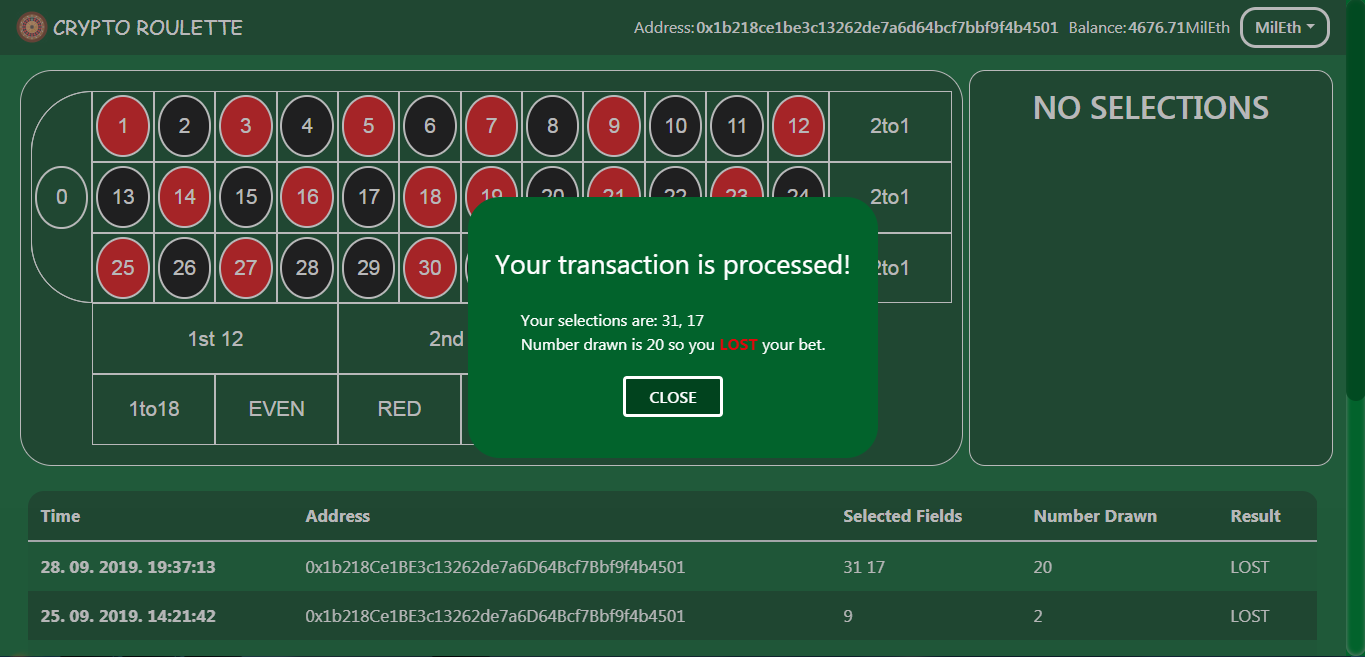 CRYPTO ROULETTE
Address: 0x1b218ce1be3c13262de7a6d64bcf7bbf9f4b4501 Balance: 4676.71MilEth MilEth
NO SELECTIONS
1 2 3 4 5 6 7 8 9 10 11 12 2to1
0 13 14 15 16 17 18 19 20 21 22 23 24 2to1
25 26 27 28 29 30 2to1
Your transaction is processed!
Your selections are: 31, 17
Number drawn is 20 so you LOST your bet.
CLOSE
1st 12 2nd
1to18 EVEN RED
Time Address Selected Fields Number Drawn Result
28. 09. 2019. 19:37:13 0x1b218Ce1BE3c13262de7a6D64Bcf7Bbf9f4b4501 31 17 20 LOST
25. 09. 2019. 14:21:42 0x1b218Ce1BE3c13262de7a6D64Bcf7Bbf9f4b4501 9 2 LOST